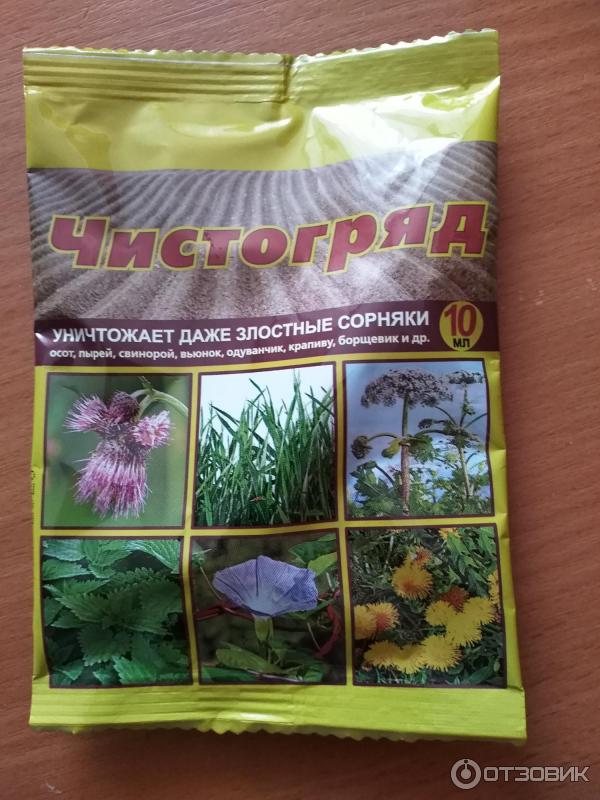 Чистогряд
УНИЧТОЖАЕТ ДАЖЕ ЗЛОСТНЫЕ СОРНЯКИ
осот, пырей, свинорой, вьюнок, одуванчик, крапиву, борщевик и др.
10
МЛ
ОТЗОВИК